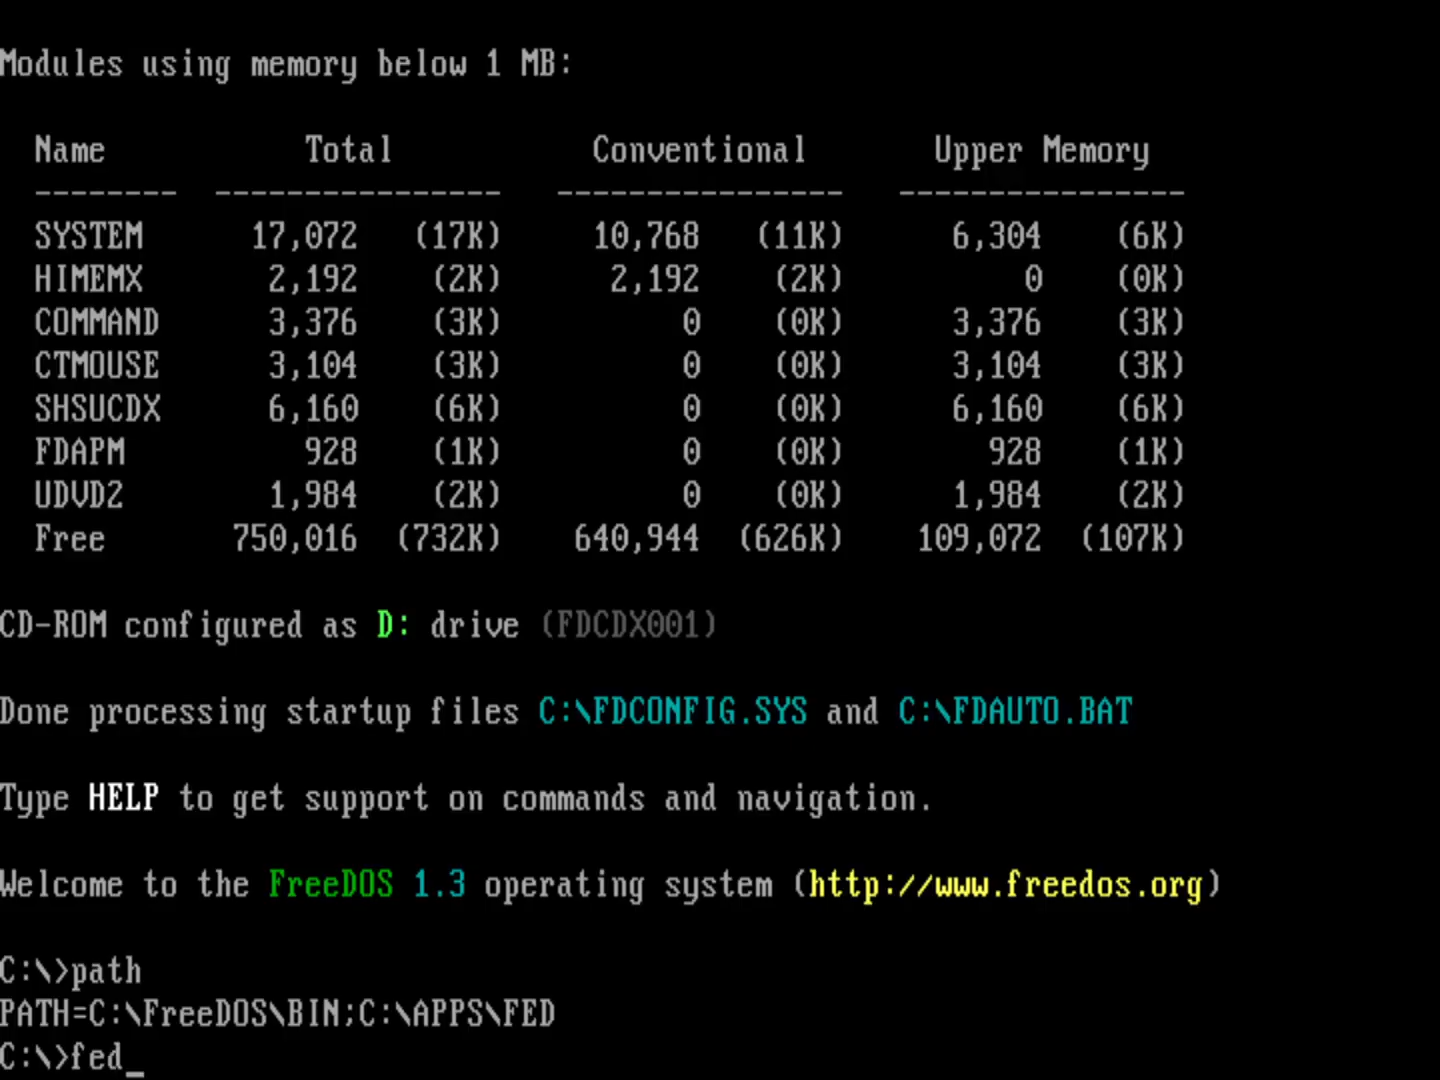 Modules using memory below 1 MB:
Name Total Conventional Upper Memory
-------- ---------------- ---------------- ----------------
SYSTEM 17,072 (17K) 10,768 (11K) 6,304 (6K)
HIMEMX 2,192 (2K) 2,192 (2K) 0 (0K)
COMMAND 3,376 (3K) 0 (0K) 3,376 (3K)
CTMOUSE 3,104 (3K) 0 (0K) 3,104 (3K)
SHSUCDX 6,160 (6K) 0 (0K) 6,160 (6K)
FDAPM 928 (1K) 0 (0K) 928 (1K)
UDVD2 1,984 (2K) 0 (0K) 1,984 (2K)
Free 750,016 (732K) 640,944 (626K) 109,072 (107K)
CD-ROM configured as D: drive (FDCDX001)
Done processing startup files C:\FDCONFIG.SYS and C:\FDAUTO.BAT
Type HELP to get support on commands and navigation.
Welcome to the FreeDOS 1.3 operating system (http://www.freedos.org)
C:\>path
PATH=C:\FreeDOS\BIN;C:\APPS\FED
C:\>fed_